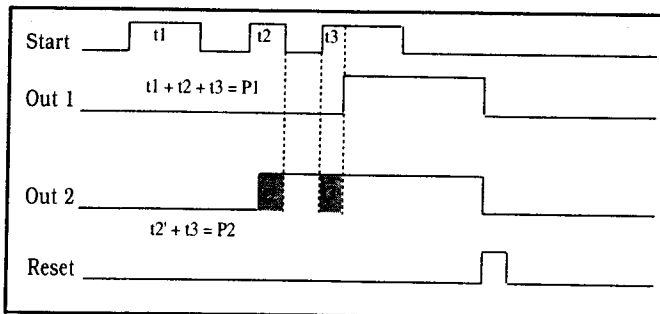 t1 t2 t3
Start
t1 + t2 + t3 = P1
Out 1
Out 2
t2' + t3 = P2
Reset